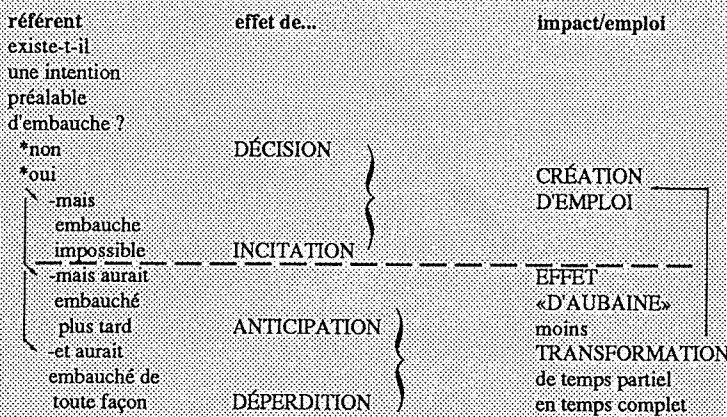 référent effet de... impact/emploi
existe-t-il
une intention
préalable
d'embauche ?
*non DÉCISION
*oui CRÉATION
-mais D'EMPLOI
embauche
impossible INCITATION
-mais aurait EFFET
embauché «D'AUBAINE»
plus tard ANTICIPATION moins
-et aurait TRANSFORMATION
embauché de de temps partiel
toute façon DÉPERDITION en temps complet